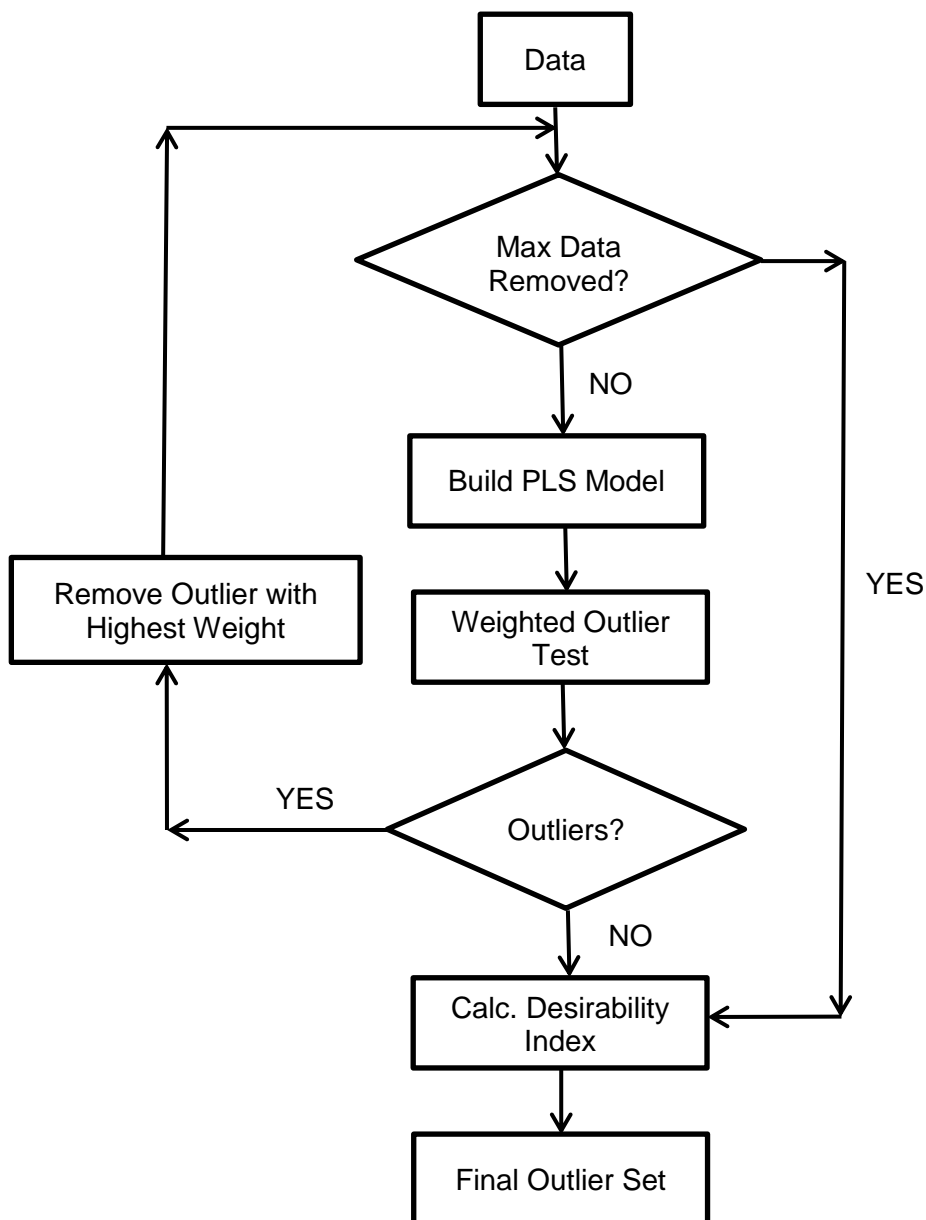 Data
Max Data
Removed?
NO
Build PLS Model
YES
Remove Outlier with
Highest Weight
Weighted Outlier
Test
YES
Outliers?
NO
Calc. Desirability
Index
Final Outlier Set